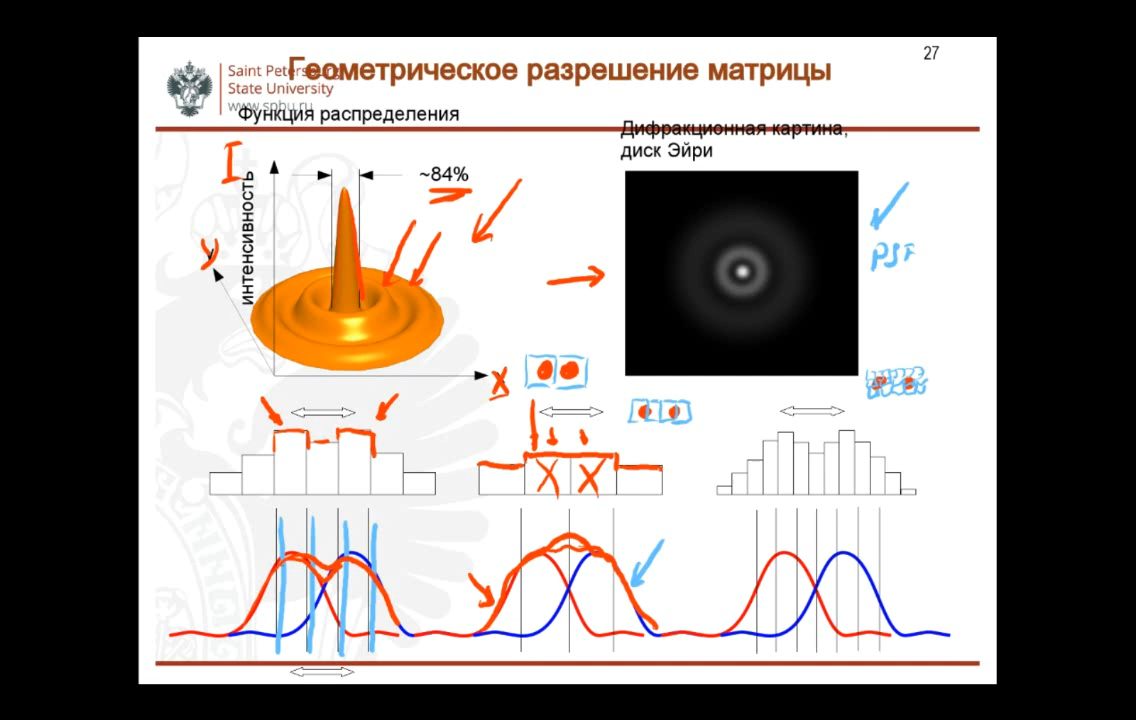 27
Геометрическое разрешение матрицы
Saint Petersburg
State University
www.spbu.ru
Функция распределения
Дифракционная картина,
диск Эйри
I
~84%
интенсивность
y
PSF
x
X X